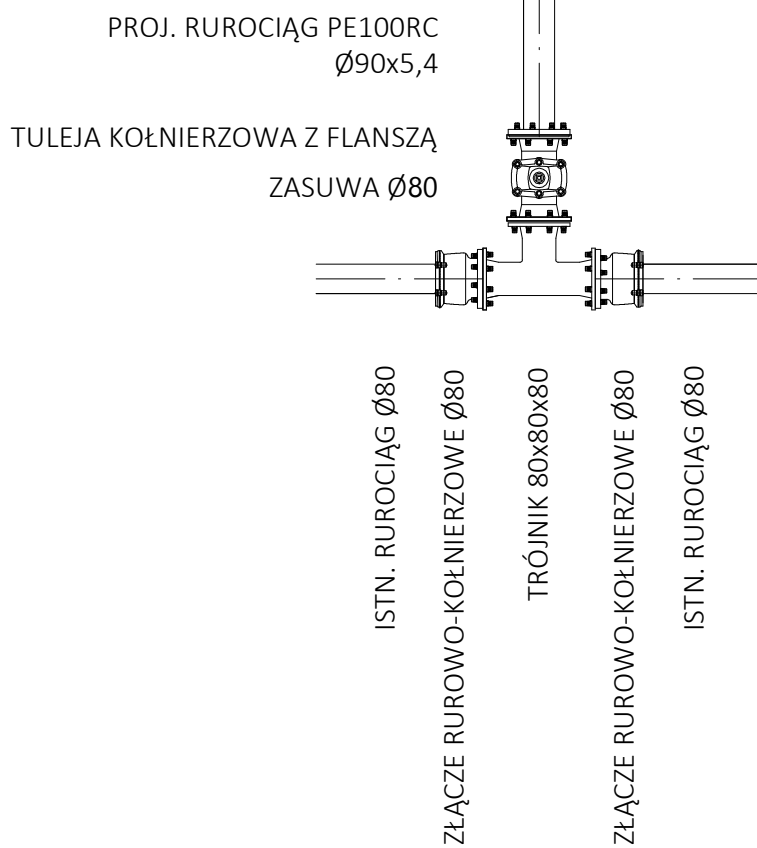 PROJ. RUROCIĄG PE100RC
Ø90x5,4
TULEJA KOŁNIERZOWA Z FLANSZĄ
ZASUWA Ø80
ISTN. RUROCIĄG Ø80
ZŁĄCZE RUROWO-KOŁNIERZOWE Ø80
TRÓJNIK 80x80x80
ZŁĄCZE RUROWO-KOŁNIERZOWE Ø80
ISTN. RUROCIĄG Ø80